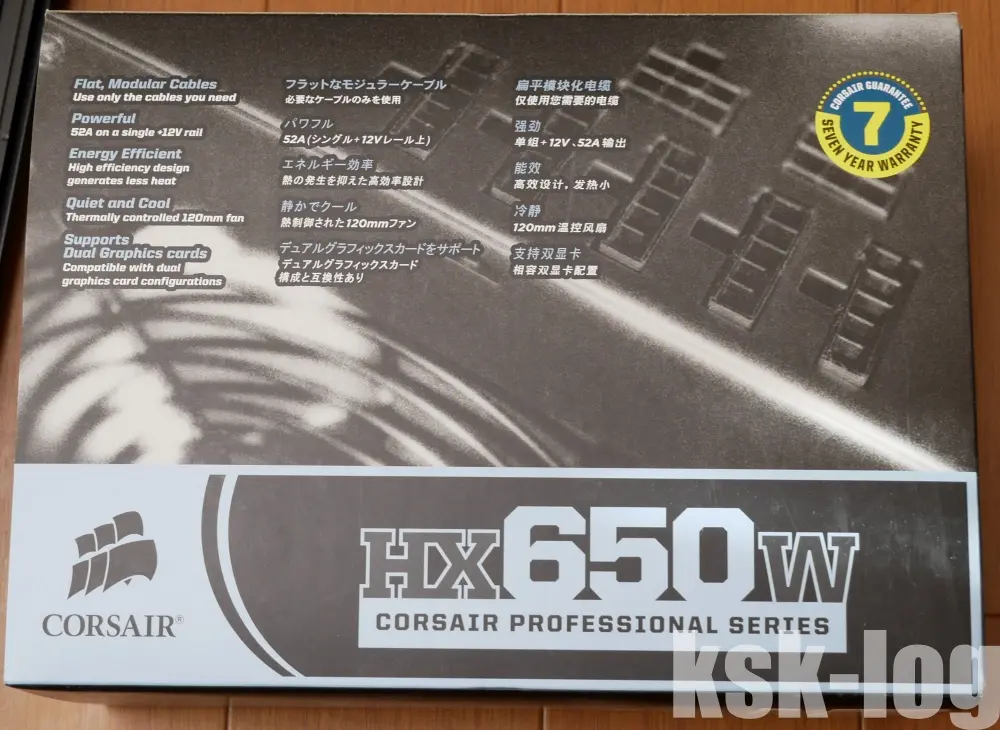 Flat, Modular Cables
Use only the cables you need
Powerful
52A on a single +12V rail
Energy Efficient
High efficiency design
generates less heat
Quiet and Cool
Thermally controlled 120mm fan
Supports
Dual Graphics cards
Compatible with dual
graphics card configurations
フラットなモジュラーケーブル
必要なケーブルのみを使用
パワフル
52A(シングル+12Vレール上)
エネルギー効率
熱の発生を抑えた高効率設計
静かでクール
熱制御された120mmファン
デュアルグラフィックスカードをサポート
デュアルグラフィックスカード
構成と互換性あり
扁平模块化电缆
仅使用您需要的电缆
强劲
单组+12V、52A输出
能效
高效设计，发热小
冷静
120mm温控风扇
支持双显卡
相容双显卡配置
CORSAIR GUARANTEE
7
SEVEN YEAR WARRANTY
CORSAIR®
HX650W
CORSAIR PROFESSIONAL SERIES
ksk-log